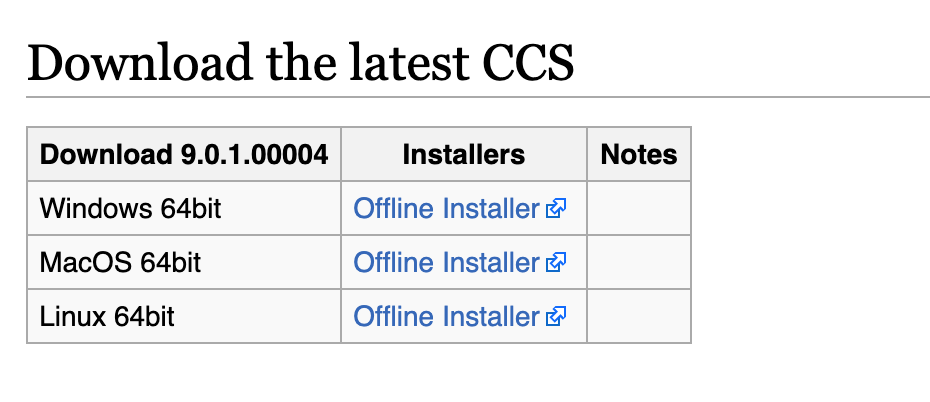 Download the latest CCS
Download 9.0.1.00004 Installers Notes
Windows 64bit Offline Installer
MacOS 64bit Offline Installer
Linux 64bit Offline Installer